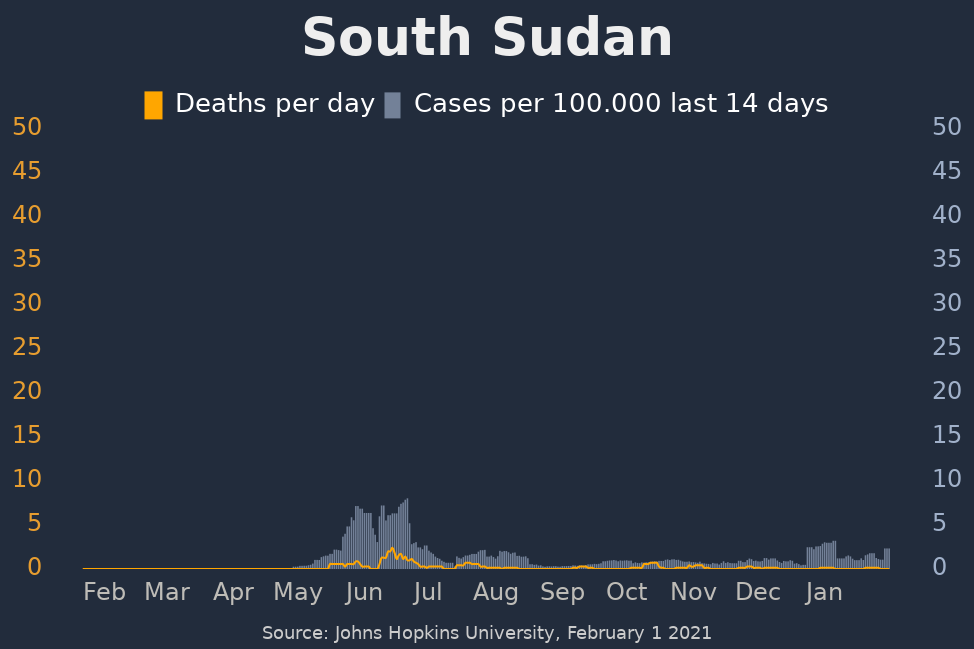 South Sudan
Deaths per day Cases per 100.000 last 14 days
50 50
45 45
40 40
35 35
30 30
25 25
20 20
15 15
10 10
5 5
0 0
Feb Mar Apr May Jun Jul Aug Sep Oct Nov Dec Jan
Source: Johns Hopkins University, February 1 2021